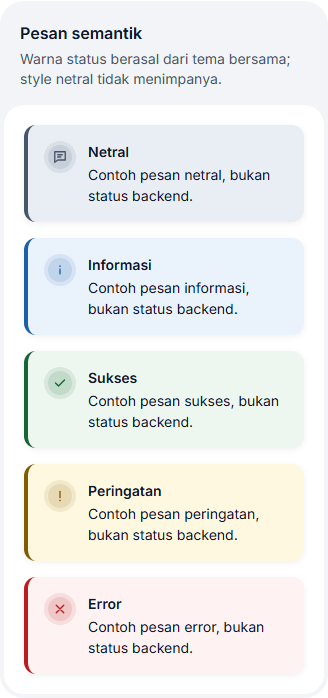 Pesan semantik
Warna status berasal dari tema bersama;
style netral tidak menimpanya.
Netral
Contoh pesan netral, bukan
status backend.
Informasi
Contoh pesan informasi,
bukan status backend.
Sukses
Contoh pesan sukses, bukan
status backend.
Peringatan
Contoh pesan peringatan,
bukan status backend.
Error
Contoh pesan error, bukan
status backend.